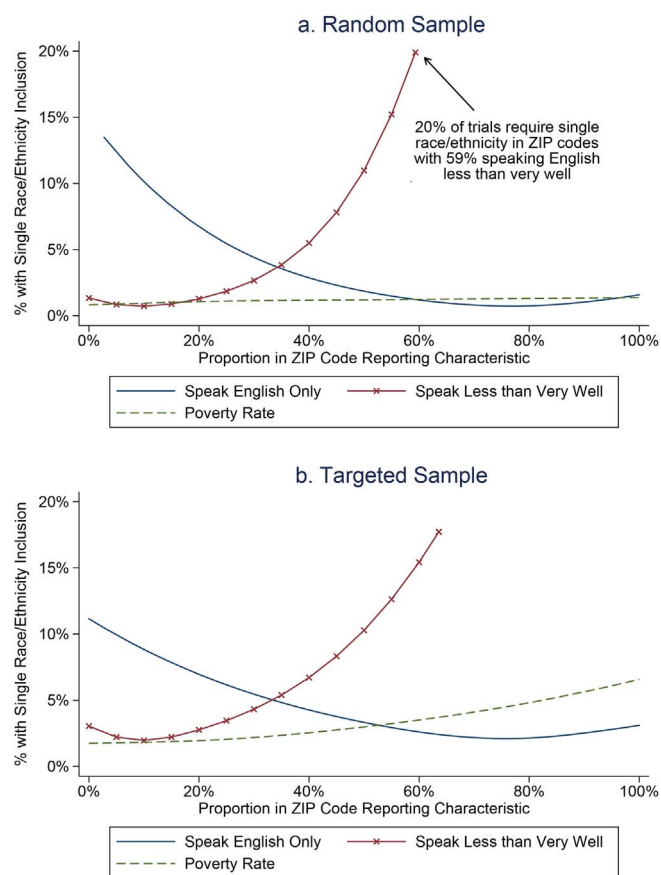 a. Random Sample
% with Single Race/Ethnicity Inclusion
20%
15%
10%
5%
0%
20% of trials require single
race/ethnicity in ZIP codes
with 59% speaking English
less than very well
0% 20% 40% 60% 80% 100%
Proportion in ZIP Code Reporting Characteristic
Speak English Only Speak Less than Very Well
Poverty Rate
b. Targeted Sample
% with Single Race/Ethnicity Inclusion
20%
15%
10%
5%
0%
0% 20% 40% 60% 80% 100%
Proportion in ZIP Code Reporting Characteristic
Speak English Only Speak Less than Very Well
Poverty Rate